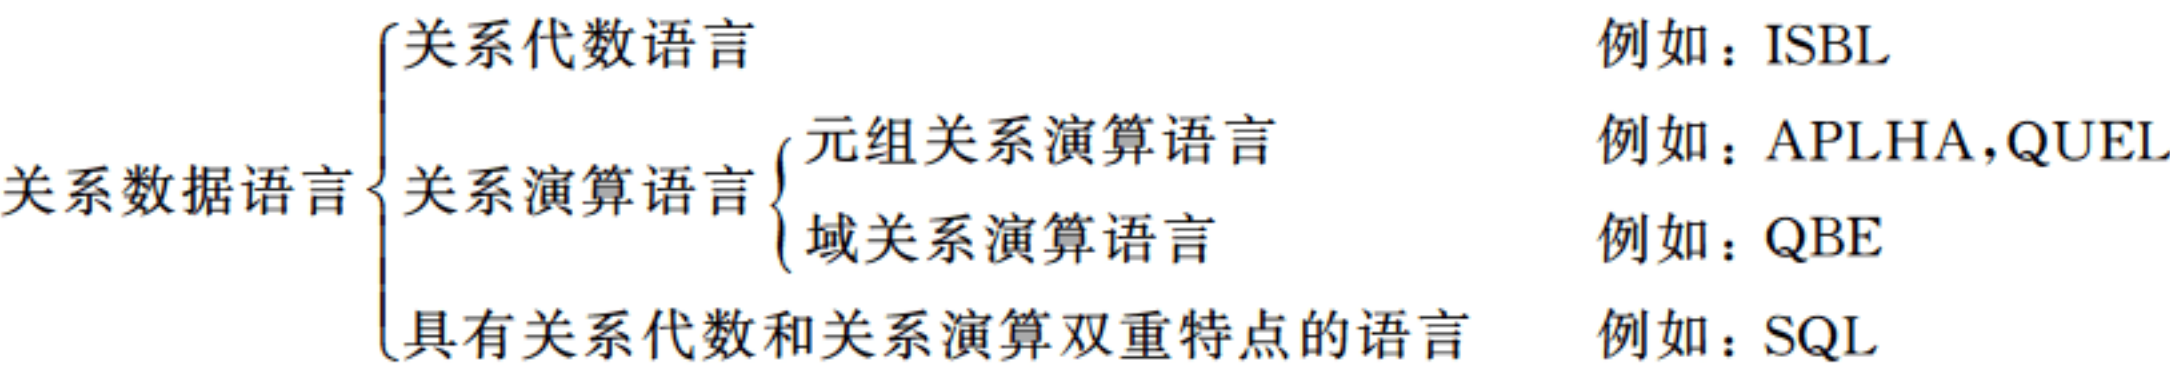 关系代数语言 例如：ISBL
元组关系演算语言 例如：APLHA,QUEL
关系数据语言 关系演算语言
域关系演算语言 例如：QBE
具有关系代数和关系演算双重特点的语言 例如：SQL